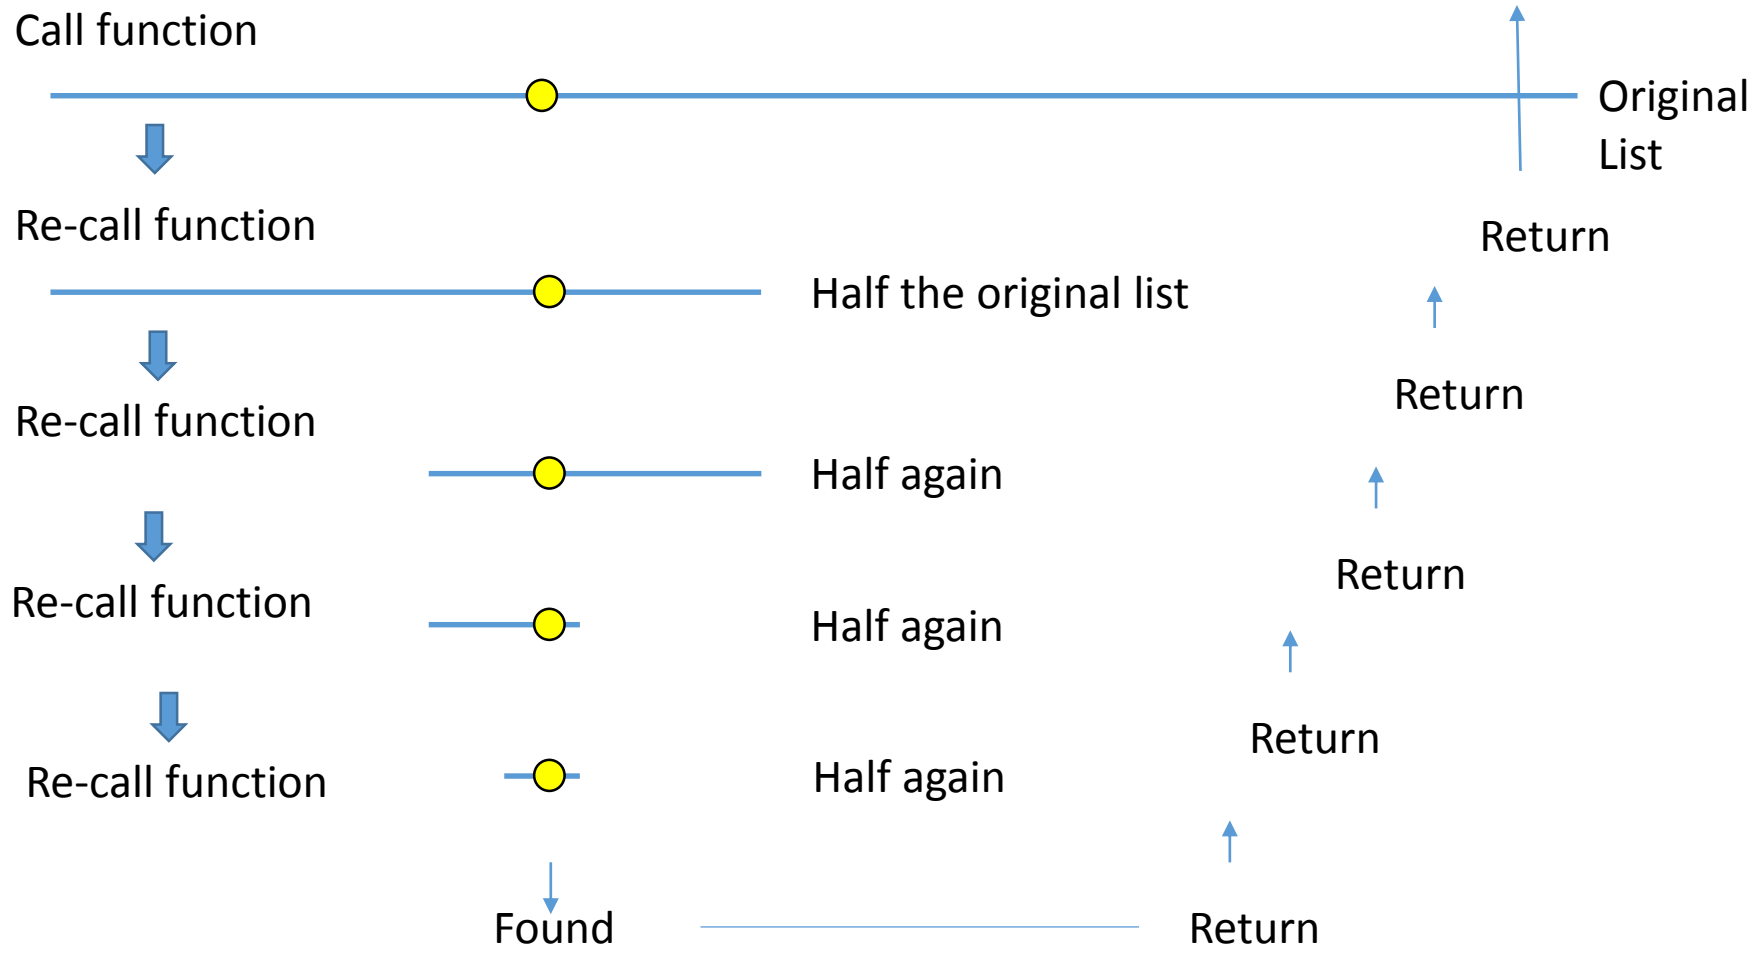 Call function
Original
List
Re-call function
Return
Half the original list
Return
Re-call function
Half again
Return
Re-call function
Half again
Return
Re-call function
Half again
Found
Return